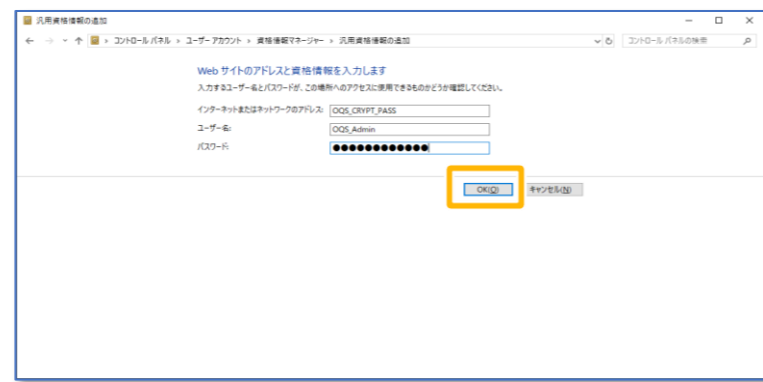 汎用資格情報の追加
コントロール パネル > ユーザー アカウント > 資格情報マネージャー > 汎用資格情報の追加
コントロール パネルの検索
Web サイトのアドレスと資格情報を入力します
入力するユーザー名とパスワードが、この場所へのアクセスに使用できるものかどうか確認してください。
インターネットまたはネットワークのアドレス: OQS_CRYPT_PASS
ユーザー名: OQS_Admin
パスワード: ●●●●●●●●●●●●
OK(O) キャンセル(N)